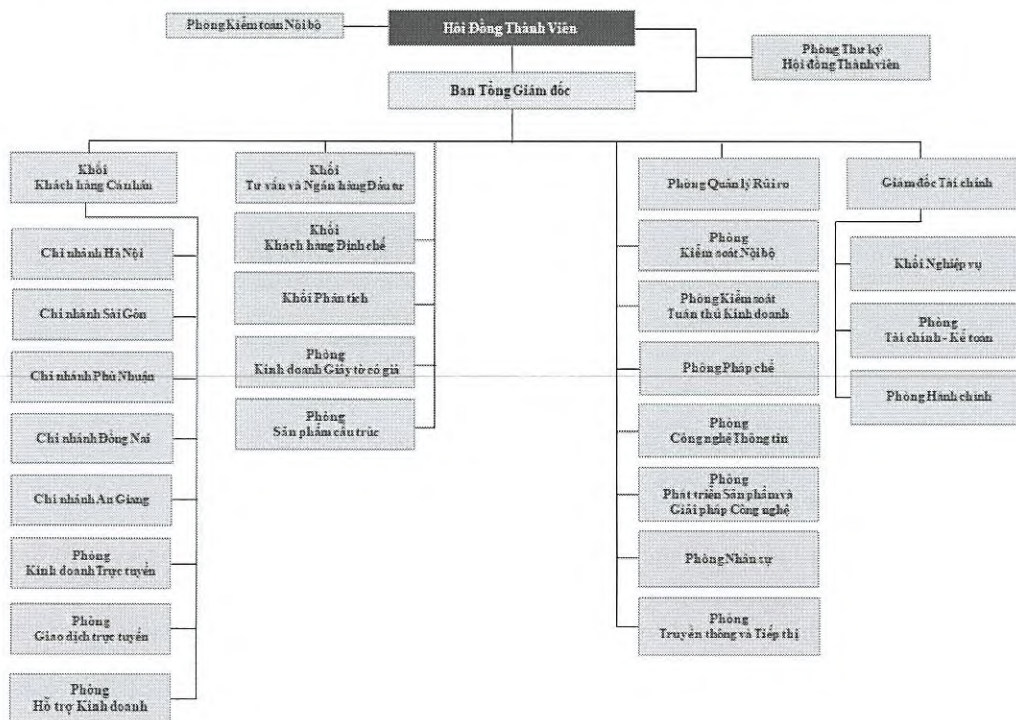 Phòng Kiểm toán Nội bộ
Hội Đồng Thành Viên
Phòng Thư ký
Hội đồng Thành viên
Ban Tổng Giám đốc
Khối
Khách hàng Cá nhân
Chi nhánh Hà Nội
Chi nhánh Sài Gòn
Chi nhánh Phú Nhuận
Chi nhánh Đồng Nai
Chi nhánh An Giang
Phòng
Kinh doanh Trực tuyến
Phòng
Giao dịch trực tuyến
Phòng
Hỗ trợ Kinh doanh
Khối
Tư vấn và Ngân hàng Đầu tư
Khối
Khách hàng Định chế
Khối Phân tích
Phòng
Kinh doanh Giấy tờ có giá
Phòng
Sản phẩm cấu trúc
Phòng Quản lý Rủi ro
Phòng
Kiểm soát Nội bộ
Phòng Kiểm soát
Tuân thủ Kinh doanh
Phòng Pháp chế
Phòng
Công nghệ Thông tin
Phòng
Phát triển Sản phẩm và
Giải pháp Công nghệ
Phòng Nhân sự
Phòng
Truyền thông và Tiếp thị
Giám đốc Tài chính
Khối Nghiệp vụ
Phòng
Tài chính - Kế toán
Phòng Hành chính